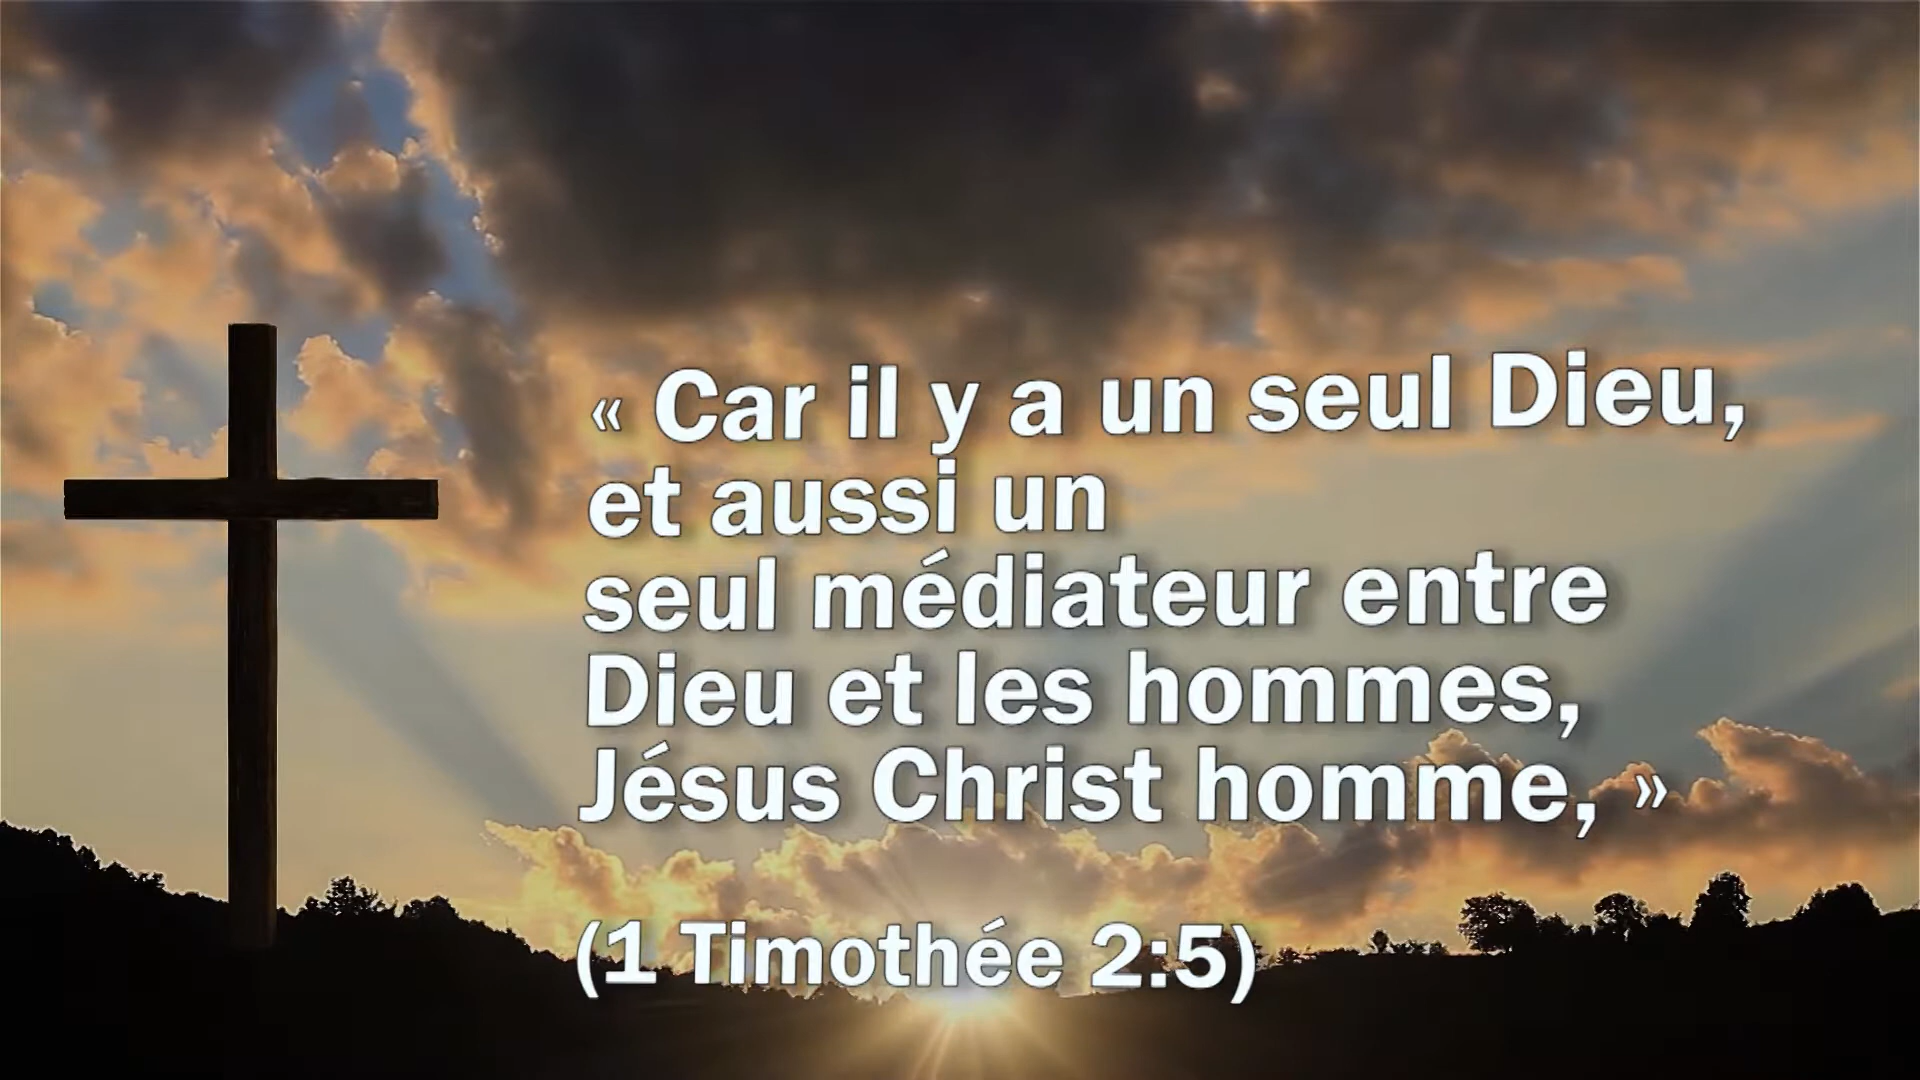 « Car il y a un seul Dieu,
et aussi un
seul médiateur entre
Dieu et les hommes,
Jésus Christ homme, »
(1 Timothée 2:5)